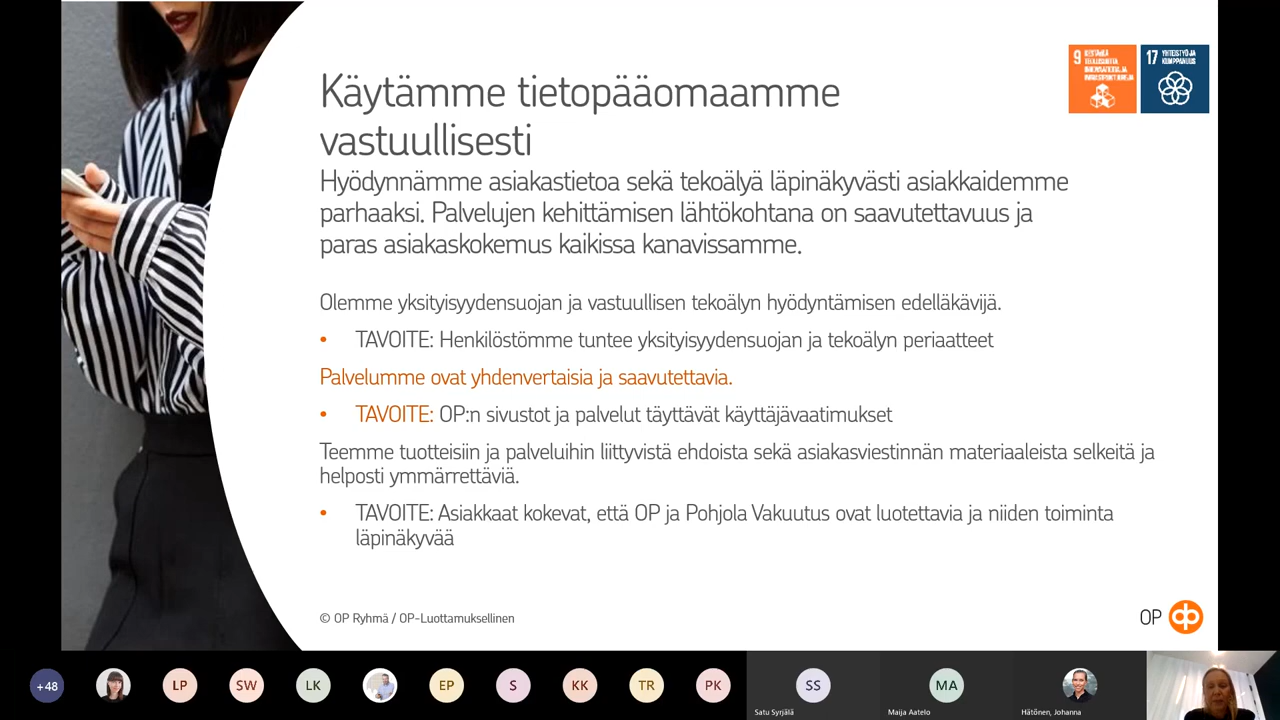 Käytämme tietopääomaamme
vastuullisesti
9
17 YHTEISTYÖ JA
KUMPPANUUS
Hyödynnämme asiakastietoa sekä tekoälyä läpinäkyvästi asiakkaidemme
parhaaksi. Palvelujen kehittämisen lähtökohtana on saavutettavuus ja
paras asiakaskokemus kaikissa kanavissamme.
Olemme yksityisyydensuojan ja vastuullisen tekoälyn hyödyntämisen edelläkävijä.
• TAVOITE: Henkilöstömme tuntee yksityisyydensuojan ja tekoälyn periaatteet
Palvelumme ovat yhdenvertaisia ja saavutettavia.
• TAVOITE: OP:n sivustot ja palvelut täyttävät käyttäjävaatimukset
Teemme tuotteisiin ja palveluihin liittyvistä ehdoista sekä asiakasviestinnän materiaaleista selkeitä ja
helposti ymmärrettäviä.
• TAVOITE: Asiakkaat kokevat, että OP ja Pohjola Vakuutus ovat luotettavia ja niiden toiminta
läpinäkyvää
© OP Ryhmä / OP-Luottamuksellinen
OP
+48
LP
SW
LK
EP
S
KK
TR
PK
SS
MA
Satu Syrjälä
Maija Aatelo
Hätönen, Johanna